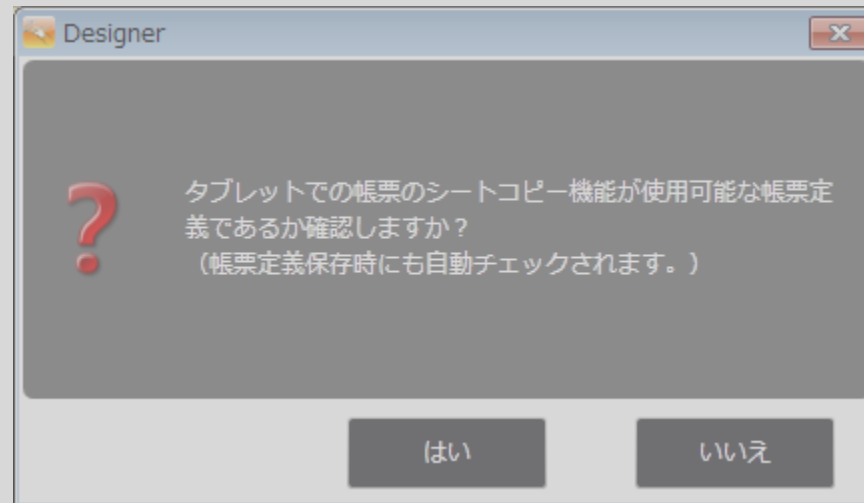 Designer
タブレットでの帳票のシートコピー機能が使用可能な帳票定
義であるか確認しますか？
（帳票定義保存時にも自動チェックされます。）
はい
いいえ